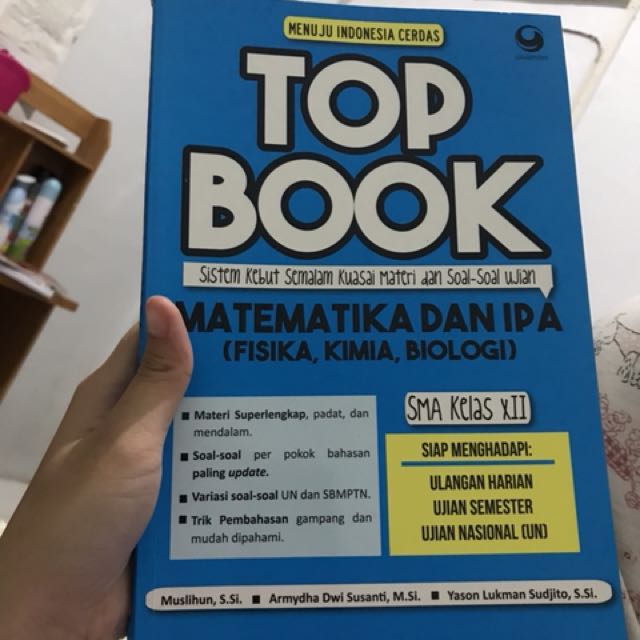 MENUJU INDONESIA CERDAS
TOP
BOOK
Sistem Kebut Semalam Kuasai Materi dan Soal-Soal Ujian
MATEMATIKA DAN IPA
(FISIKA, KIMIA, BIOLOGI)
SMA Kelas XII
■ Materi Superlengkap, padat, dan
mendalam.
■ Soal-soal per pokok bahasan
paling update.
■ Variasi soal-soal UN dan SBMPTN.
■ Trik Pembahasan gampang dan
mudah dipahami.
SIAP MENGHADAPI:
ULANGAN HARIAN
UJIAN SEMESTER
UJIAN NASIONAL (UN)
Muslihun, S.Si. ■ Armydha Dwi Susanti, M.Si. ■ Yason Lukman Sudjito, S.Si.